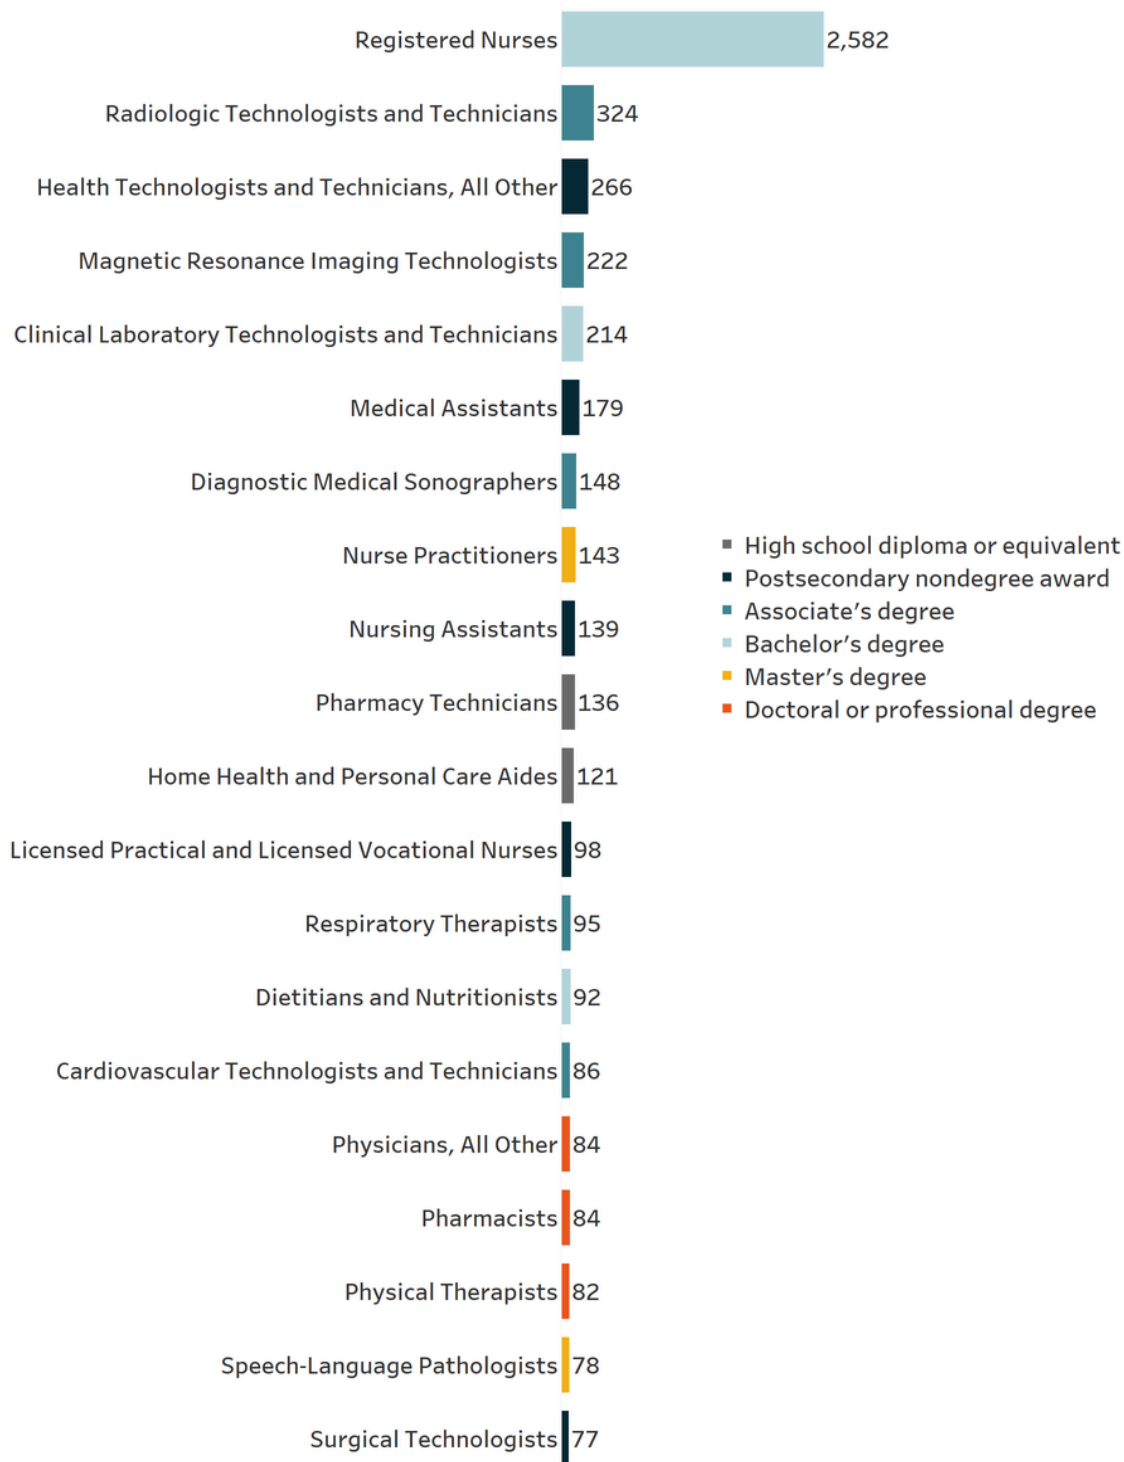 Registered Nurses 2,582
Radiologic Technologists and Technicians 324
Health Technologists and Technicians, All Other 266
Magnetic Resonance Imaging Technologists 222
Clinical Laboratory Technologists and Technicians 214
Medical Assistants 179
Diagnostic Medical Sonographers 148
Nurse Practitioners 143
Nursing Assistants 139
Pharmacy Technicians 136
Home Health and Personal Care Aides 121
Licensed Practical and Licensed Vocational Nurses 98
Respiratory Therapists 95
Dietitians and Nutritionists 92
Cardiovascular Technologists and Technicians 86
Physicians, All Other 84
Pharmacists 84
Physical Therapists 82
Speech-Language Pathologists 78
Surgical Technologists 77
High school diploma or equivalent
Postsecondary nondegree award
Associate’s degree
Bachelor’s degree
Master’s degree
Doctoral or professional degree